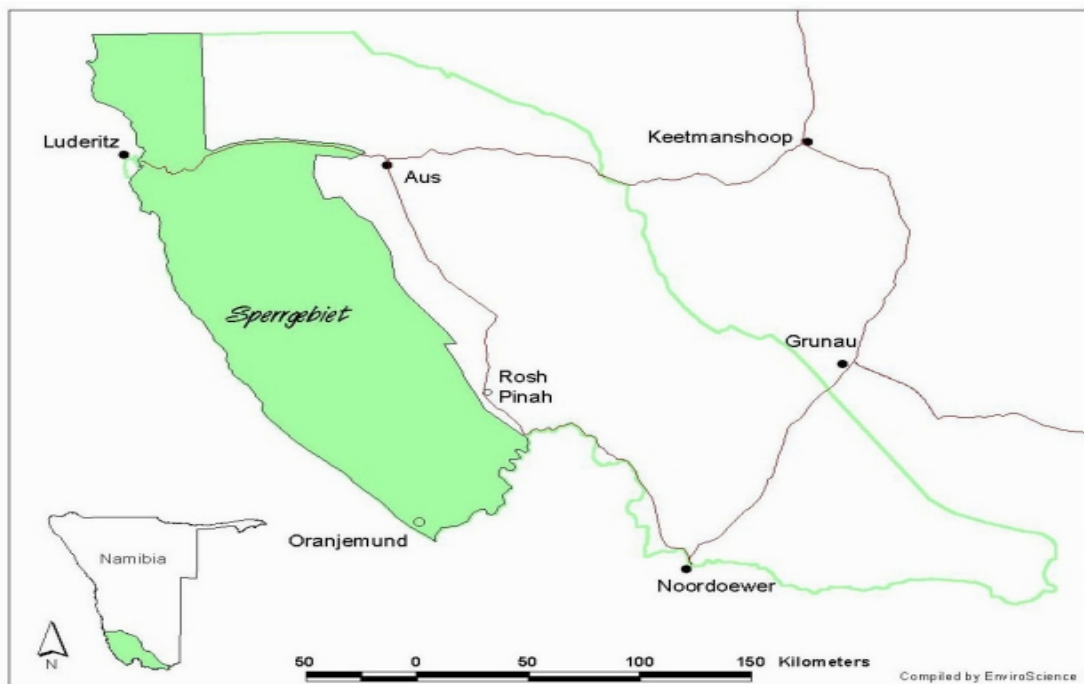 Luderitz
Keetmanshoop
Aus
Sperrgebiet
Grunau
Rosh
Pinah
Oranjemund
Namibia
Noordoewer
N
50 0 50 100 150 Kilometers
Compiled by EnviroScience